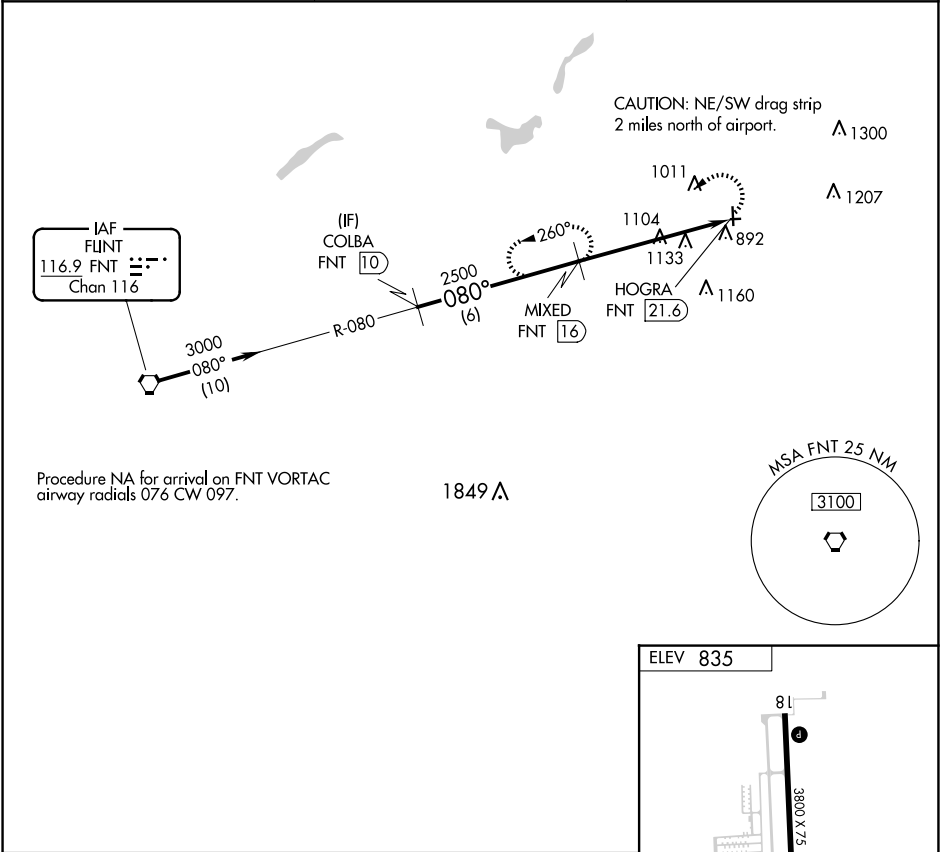 CAUTION: NE/SW drag strip
2 miles north of airport.
1300
1011
1207
IAF
FLINT
116.9 FNT
Chan 116
(IF)
COLBA
FNT 10
260°
1104
892
1133
2500
080°
(6)
MIXED
FNT 16
HOGRA
FNT 21.6
1160
R-080
3000
080°
(10)
Procedure NA for arrival on FNT VORTAC
airway radials 076 CW 097.
1849
MSA FNT 25 NM
3100
ELEV 835
18
P
3800 X 75